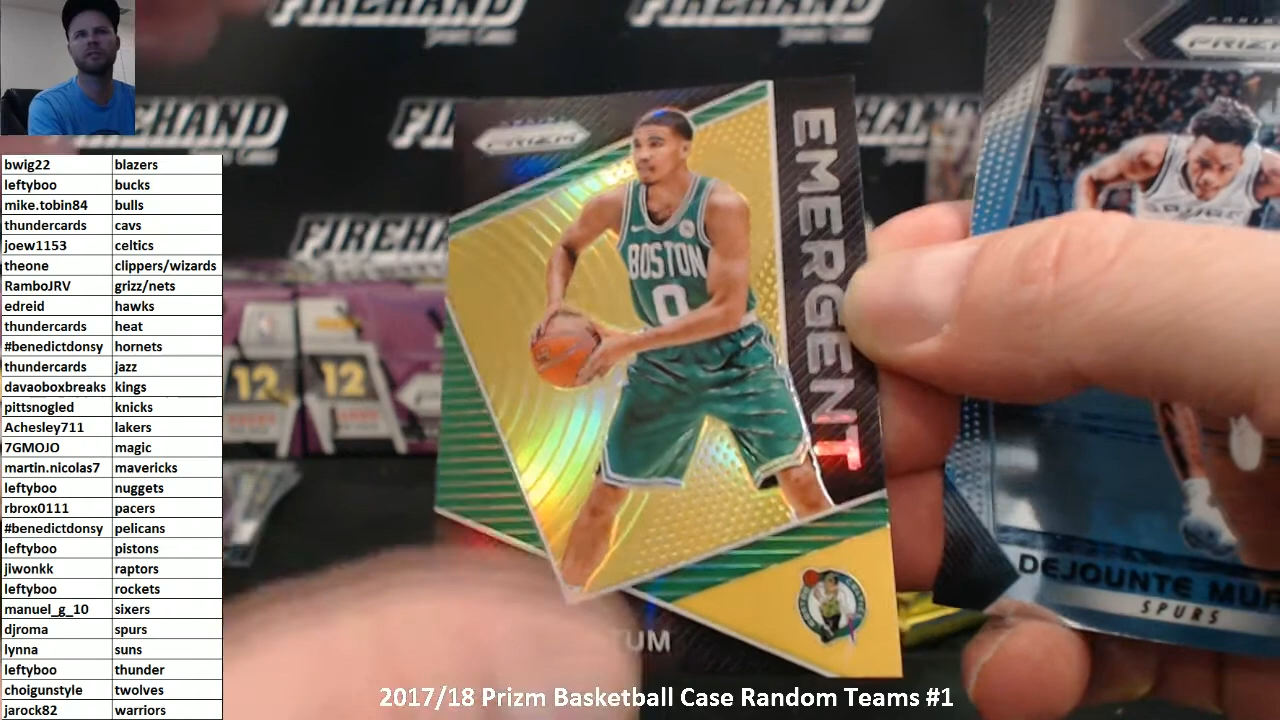 FIREHAND
FIREHAND
FIREHAND
FIREHAND
bwig22 blazers
leftyboo bucks
mike.tobin84 bulls
thundercards cavs
joew1153 celtics
theone clippers/wizards
RamboJRV grizz/nets
edreid hawks
thundercards heat
#benedictdonsy hornets
thundercards jazz
davaoboxbreaks kings
pittsnogled knicks
Achesley711 lakers
7GMOJO magic
martin.nicolas7 mavericks
leftyboo nuggets
rbrox0111 pacers
#benedictdonsy pelicans
leftyboo pistons
jiwonkk raptors
leftyboo rockets
manuel_g_10 sixers
djroma spurs
lynna suns
leftyboo thunder
choigunstyle twolves
jarock82 warriors
PRIZM
EMERGENT
BOSTON
0
TUM
12
12
PRIZM
SPURS
DEJOUNTE MUR
SPURS
2017/18 Prizm Basketball Case Random Teams #1